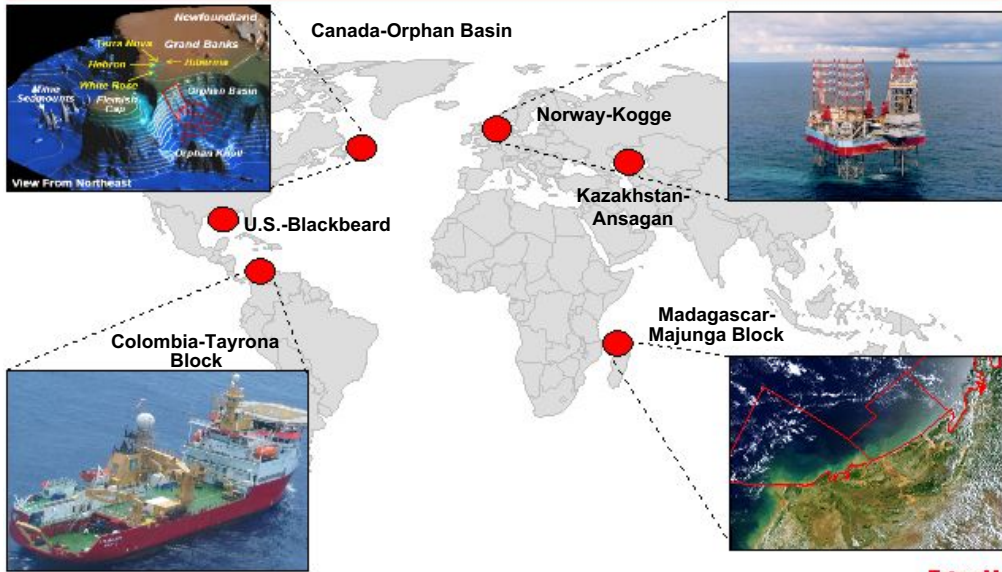 Newfoundland
Canada-Orphan Basin
Terra Nova
Grand Banks
Hebron
Hibernia
White Rose
Orphan Basin
Flemish
Cap
Orphan Knoll
View From Northeast
Norway-Kogge
Kazakhstan-
Ansagan
U.S.-Blackbeard
Colombia-Tayrona
Block
Madagascar-
Majunga Block